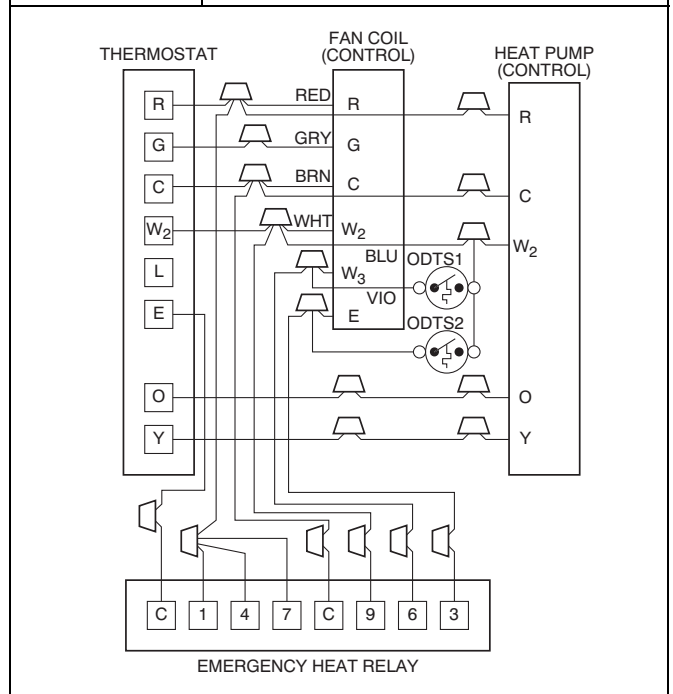 THERMOSTAT
FAN COIL
(CONTROL)
HEAT PUMP
(CONTROL)
R
RED
R
R
G
GRY
G
C
BRN
C
C
W2
WHT
W2
W2
L
BLU
ODTS1
W3
VIO
E
E
ODTS2
O
O
Y
Y
C 1 4 7 C 9 6 3
EMERGENCY HEAT RELAY